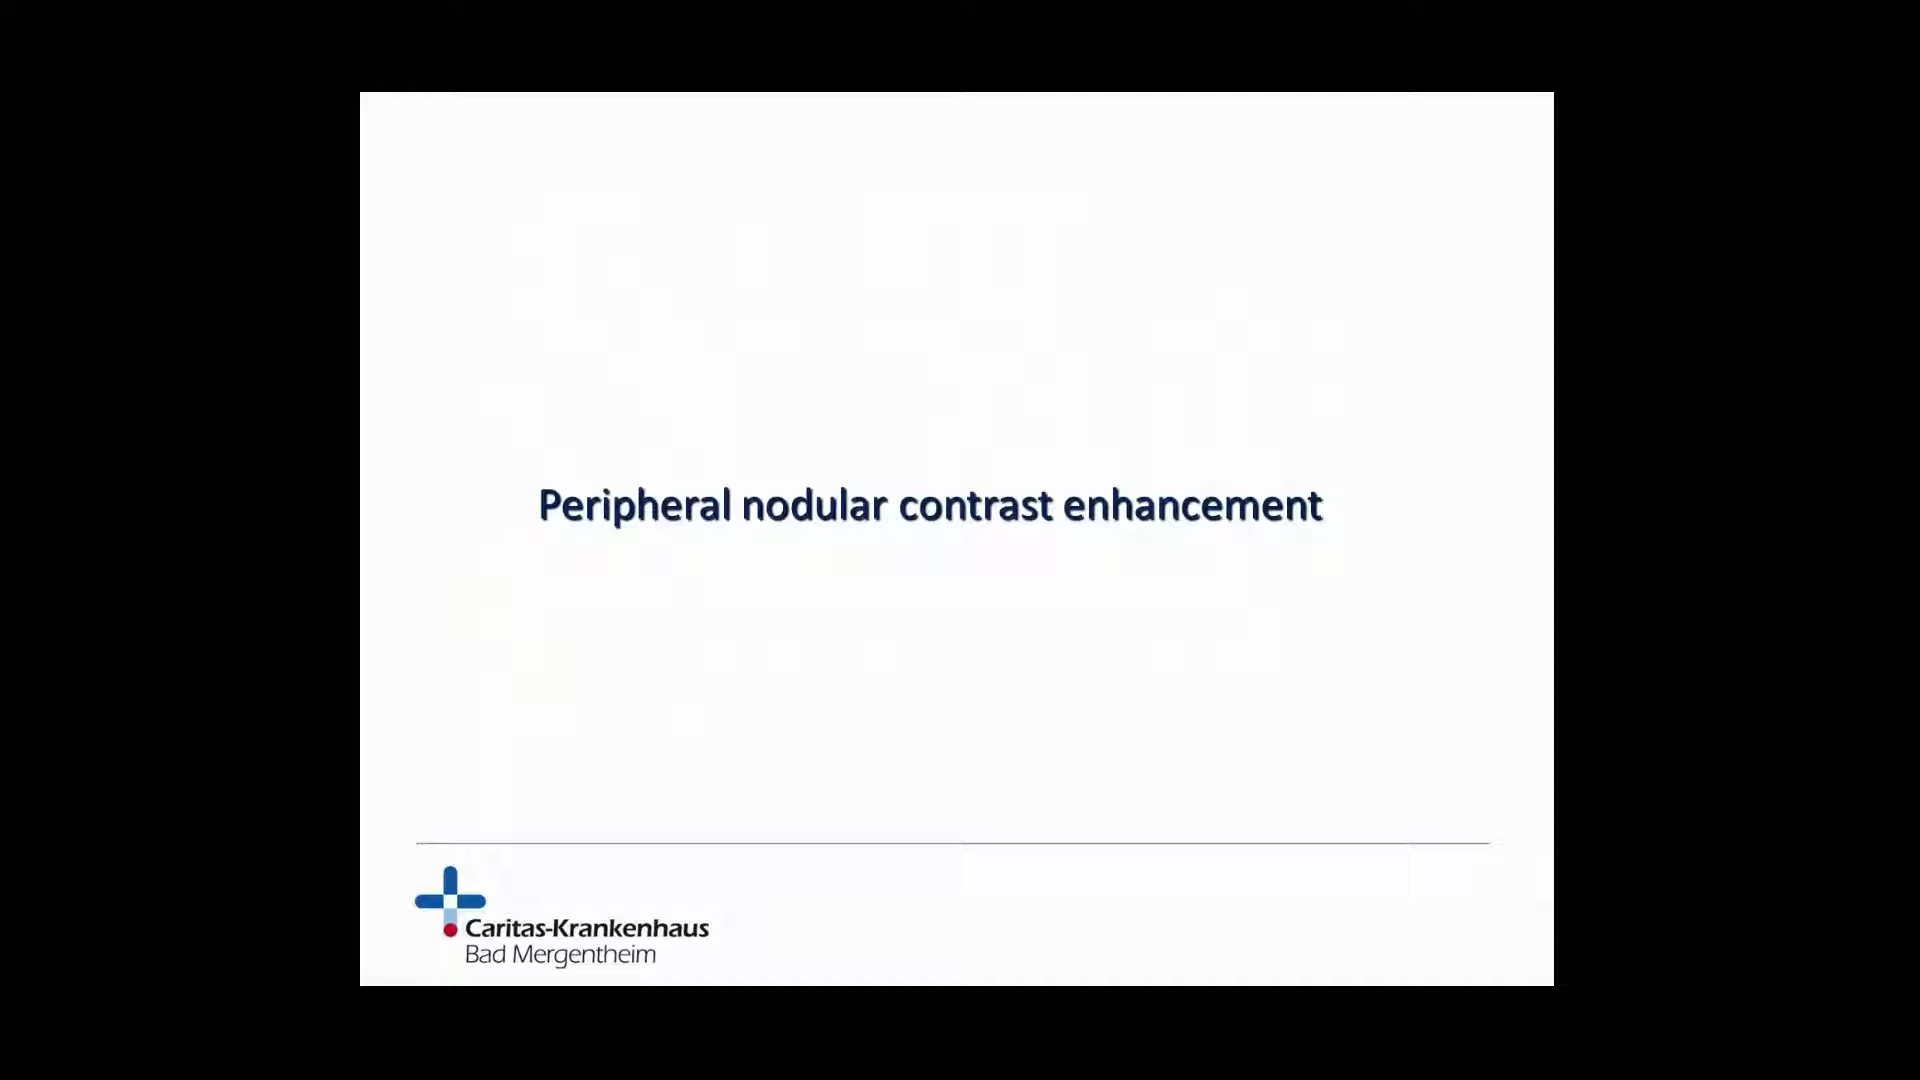 Peripheral nodular contrast enhancement
Caritas-Krankenhaus
Bad Mergentheim